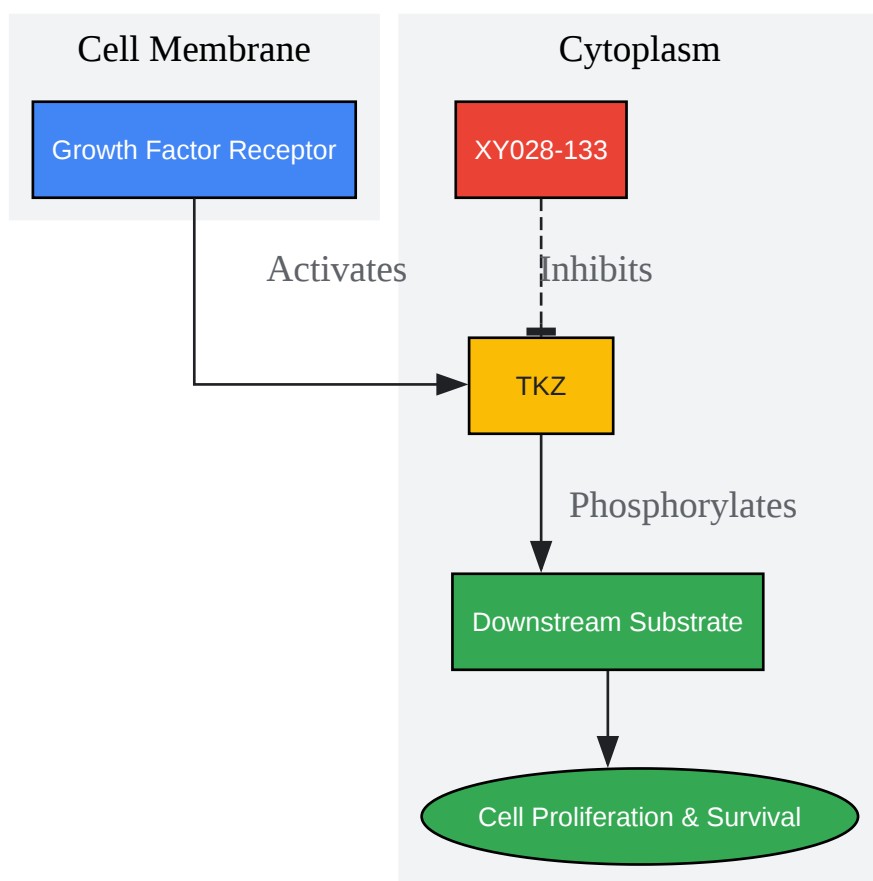 Cell Membrane
Cytoplasm
Growth Factor Receptor
XY028-133
Activates
Inhibits
TKZ
Phosphorylates
Downstream Substrate
Cell Proliferation & Survival